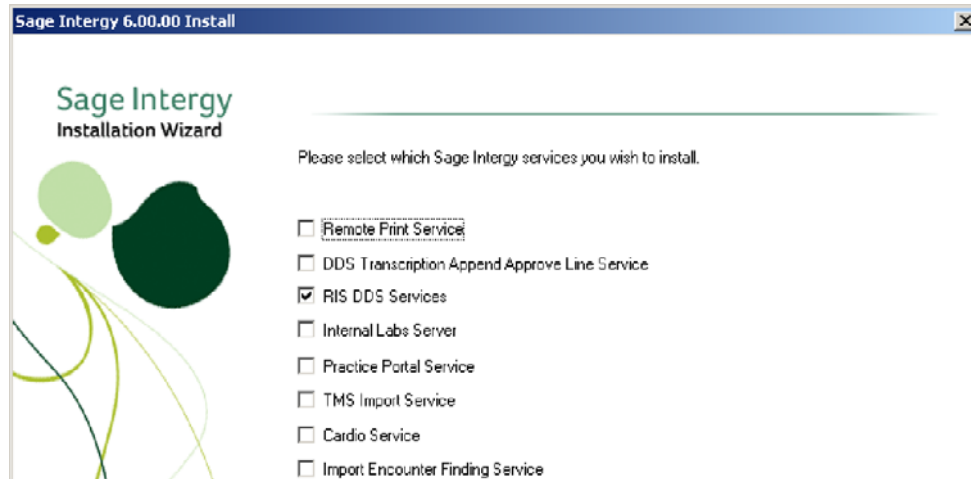 Sage Intergy 6.00.00 Install
Sage Intergy
Installation Wizard
Please select which Sage Intergy services you wish to install.
Remote Print Service
DDS Transcription Append Approve Line Service
RIS DDS Services
Internal Labs Server
Practice Portal Service
TMS Import Service
Cardio Service
Import Encounter Finding Service